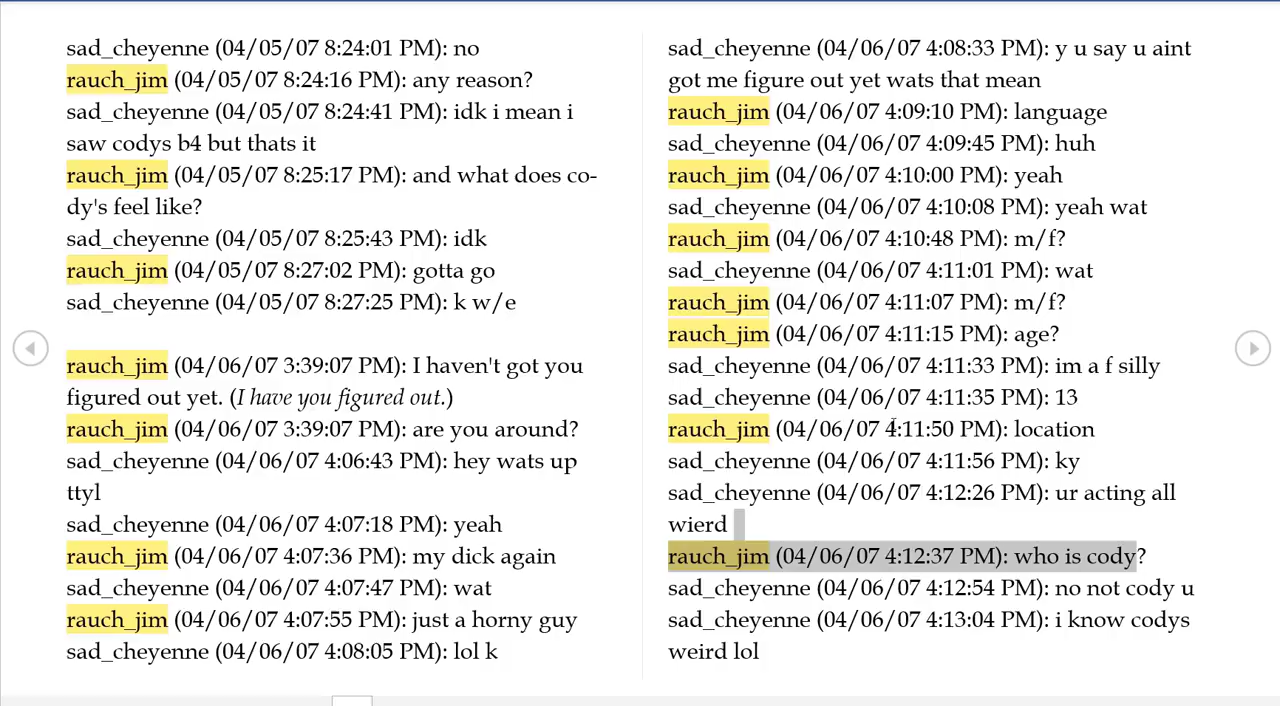 sad_cheyenne (04/05/07 8:24:01 PM): no
rauch_jim (04/05/07 8:24:16 PM): any reason?
sad_cheyenne (04/05/07 8:24:41 PM): idk i mean i
saw codys b4 but thats it
rauch_jim (04/05/07 8:25:17 PM): and what does co-
dy's feel like?
sad_cheyenne (04/05/07 8:25:43 PM): idk
rauch_jim (04/05/07 8:27:02 PM): gotta go
sad_cheyenne (04/05/07 8:27:25 PM): k w/e
rauch_jim (04/06/07 3:39:07 PM): I haven't got you
figured out yet. (I have you figured out.)
rauch_jim (04/06/07 3:39:07 PM): are you around?
sad_cheyenne (04/06/07 4:06:43 PM): hey wats up
ttyl
sad_cheyenne (04/06/07 4:07:18 PM): yeah
rauch_jim (04/06/07 4:07:36 PM): my dick again
sad_cheyenne (04/06/07 4:07:47 PM): wat
rauch_jim (04/06/07 4:07:55 PM): just a horny guy
sad_cheyenne (04/06/07 4:08:05 PM): lol k
sad_cheyenne (04/06/07 4:08:33 PM): y u say u aint
got me figure out yet wats that mean
rauch_jim (04/06/07 4:09:10 PM): language
sad_cheyenne (04/06/07 4:09:45 PM): huh
rauch_jim (04/06/07 4:10:00 PM): yeah
sad_cheyenne (04/06/07 4:10:08 PM): yeah wat
rauch_jim (04/06/07 4:10:48 PM): m/f?
sad_cheyenne (04/06/07 4:11:01 PM): wat
rauch_jim (04/06/07 4:11:07 PM): m/f?
rauch_jim (04/06/07 4:11:15 PM): age?
sad_cheyenne (04/06/07 4:11:33 PM): im a f silly
sad_cheyenne (04/06/07 4:11:35 PM): 13
rauch_jim (04/06/07 4:11:50 PM): location
sad_cheyenne (04/06/07 4:11:56 PM): ky
sad_cheyenne (04/06/07 4:12:26 PM): ur acting all
wierd
rauch_jim (04/06/07 4:12:37 PM): who is cody?
sad_cheyenne (04/06/07 4:12:54 PM): no not cody u
sad_cheyenne (04/06/07 4:13:04 PM): i know codys
weird lol